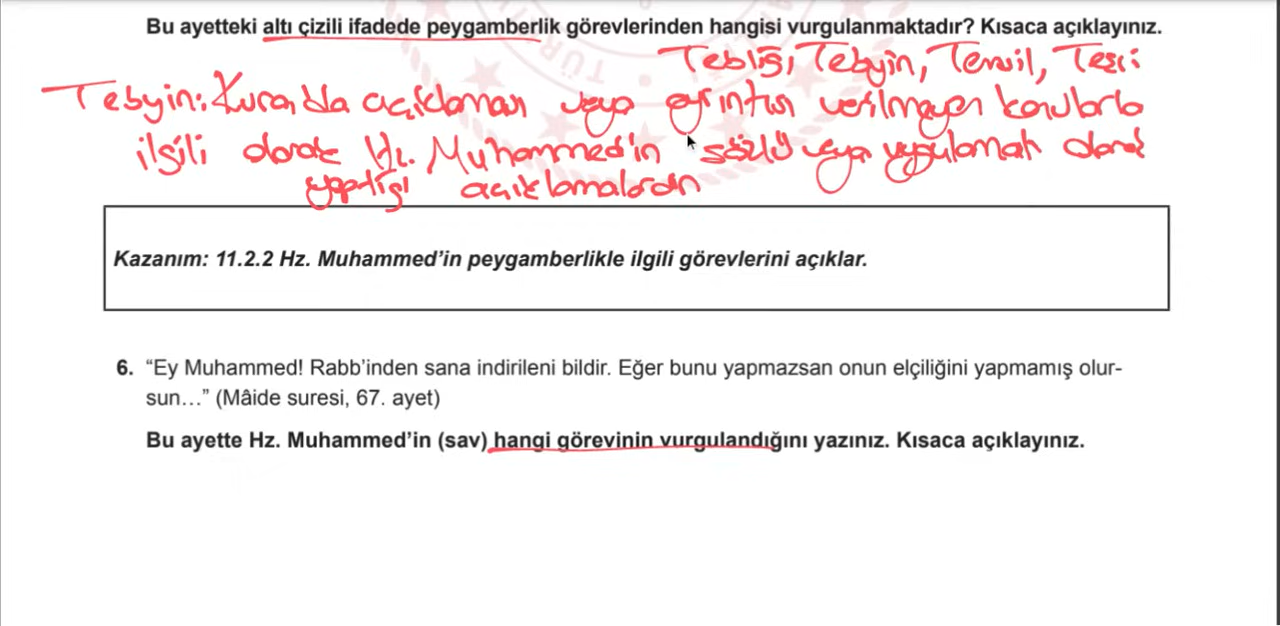 Bu ayetteki altı çizili ifadede peygamberlik görevlerinden hangisi vurgulanmaktadır? Kısaca açıklayınız.
Tebliğ, Tebyin, Temsil, Teşri
Tebyin: Kuran'da açıklaması veya ayrıntısı verilmeyen konularla
ilgili olarak Hz. Muhammed'in sözlü veya uygulamalı olarak
yaptığı açıklamalardır
Kazanım: 11.2.2 Hz. Muhammed’in peygamberlikle ilgili görevlerini açıklar.
6. “Ey Muhammed! Rabb’inden sana indirileni bildir. Eğer bunu yapmazsan onun elçiliğini yapmamış olur-
sun…” (Mâide suresi, 67. ayet)
Bu ayette Hz. Muhammed’in (sav) hangi görevinin vurgulandığını yazınız. Kısaca açıklayınız.